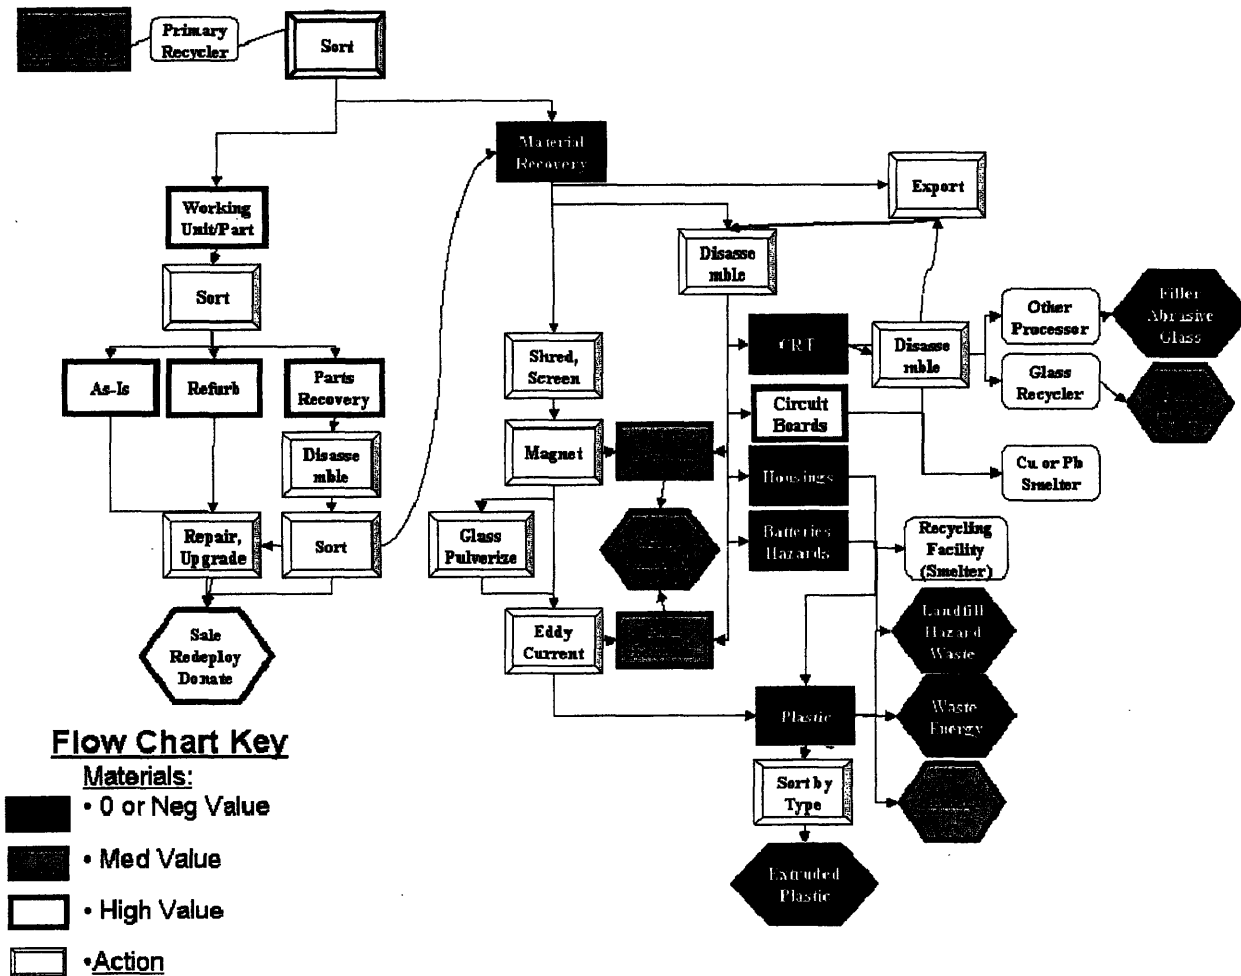 Primary
Recycler
Sort
Material
Recovery
Export
Working
Unit/Part
Disasse
mble
Sort
Filler
Abrasive
Glass
Other
Processor
CRT
Disasse
mble
Shred,
Screen
Glass
Recycler
As-Is
Refurb
Parts
Recovery
Circuit
Boards
Magnet
Disasse
mble
Housings
Cu or Pb
Smelter
Repair,
Upgrade
Sort
Glass
Pulverize
Batteries
Hazards
Recycling
Facility
(Smelter)
Landfill
Hazard
Waste
Eddy
Current
Sale
Redeploy
Donate
Plastic
Waste
Energy
Flow Chart Key
Materials:
Sort by
Type
• 0 or Neg Value
• Med Value
Extruded
Plastic
• High Value
•Action